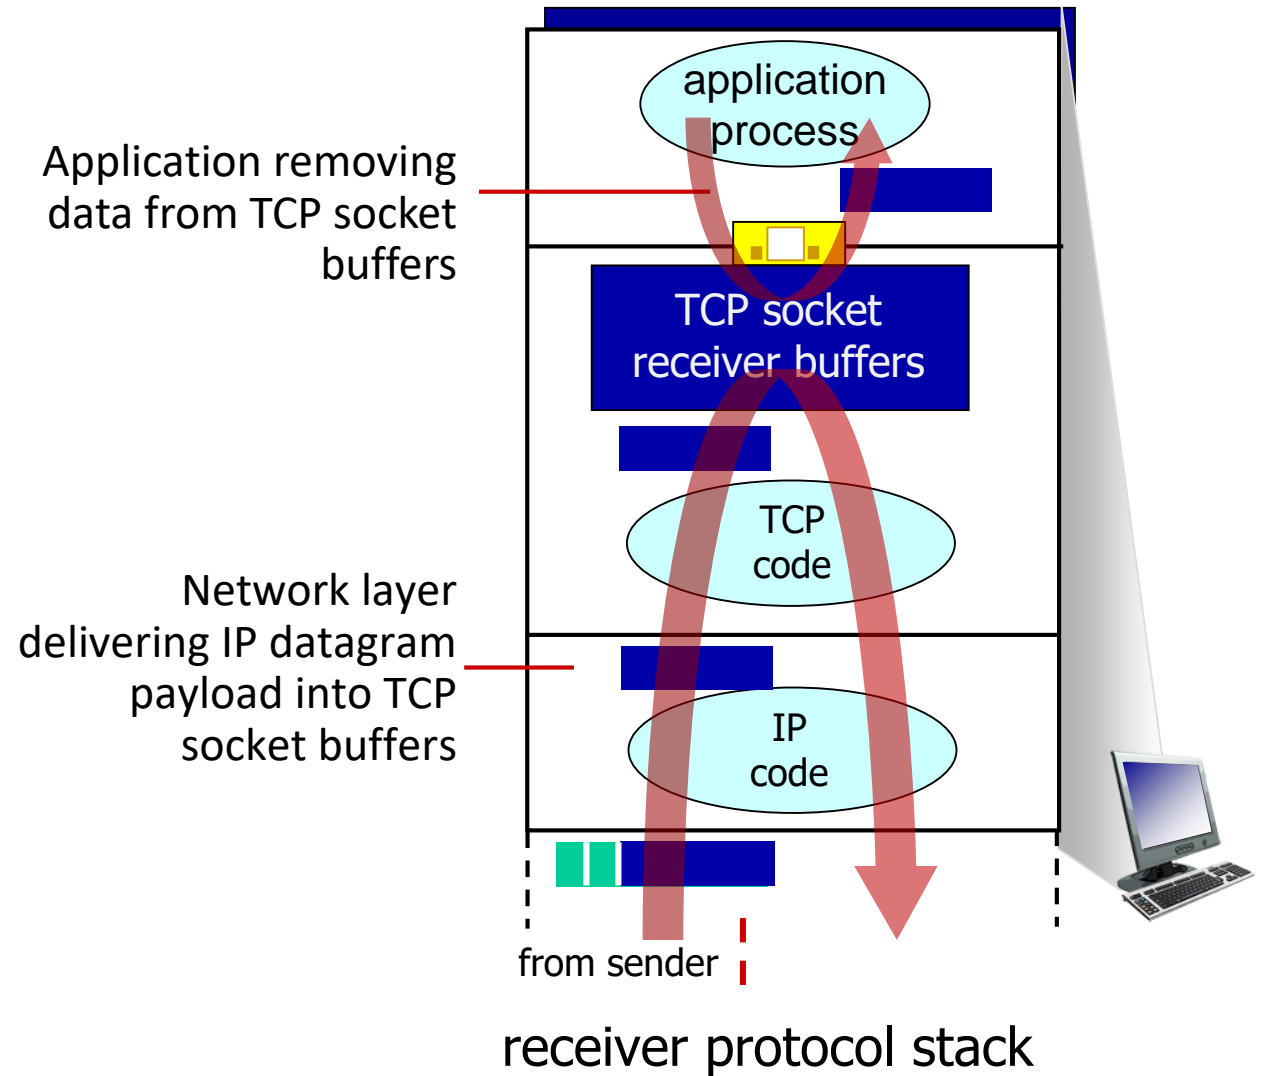 application
process
Application removing
data from TCP socket
buffers
TCP socket
receiver buffers
TCP
code
Network layer
delivering IP datagram
payload into TCP
socket buffers
IP
code
from sender
receiver protocol stack